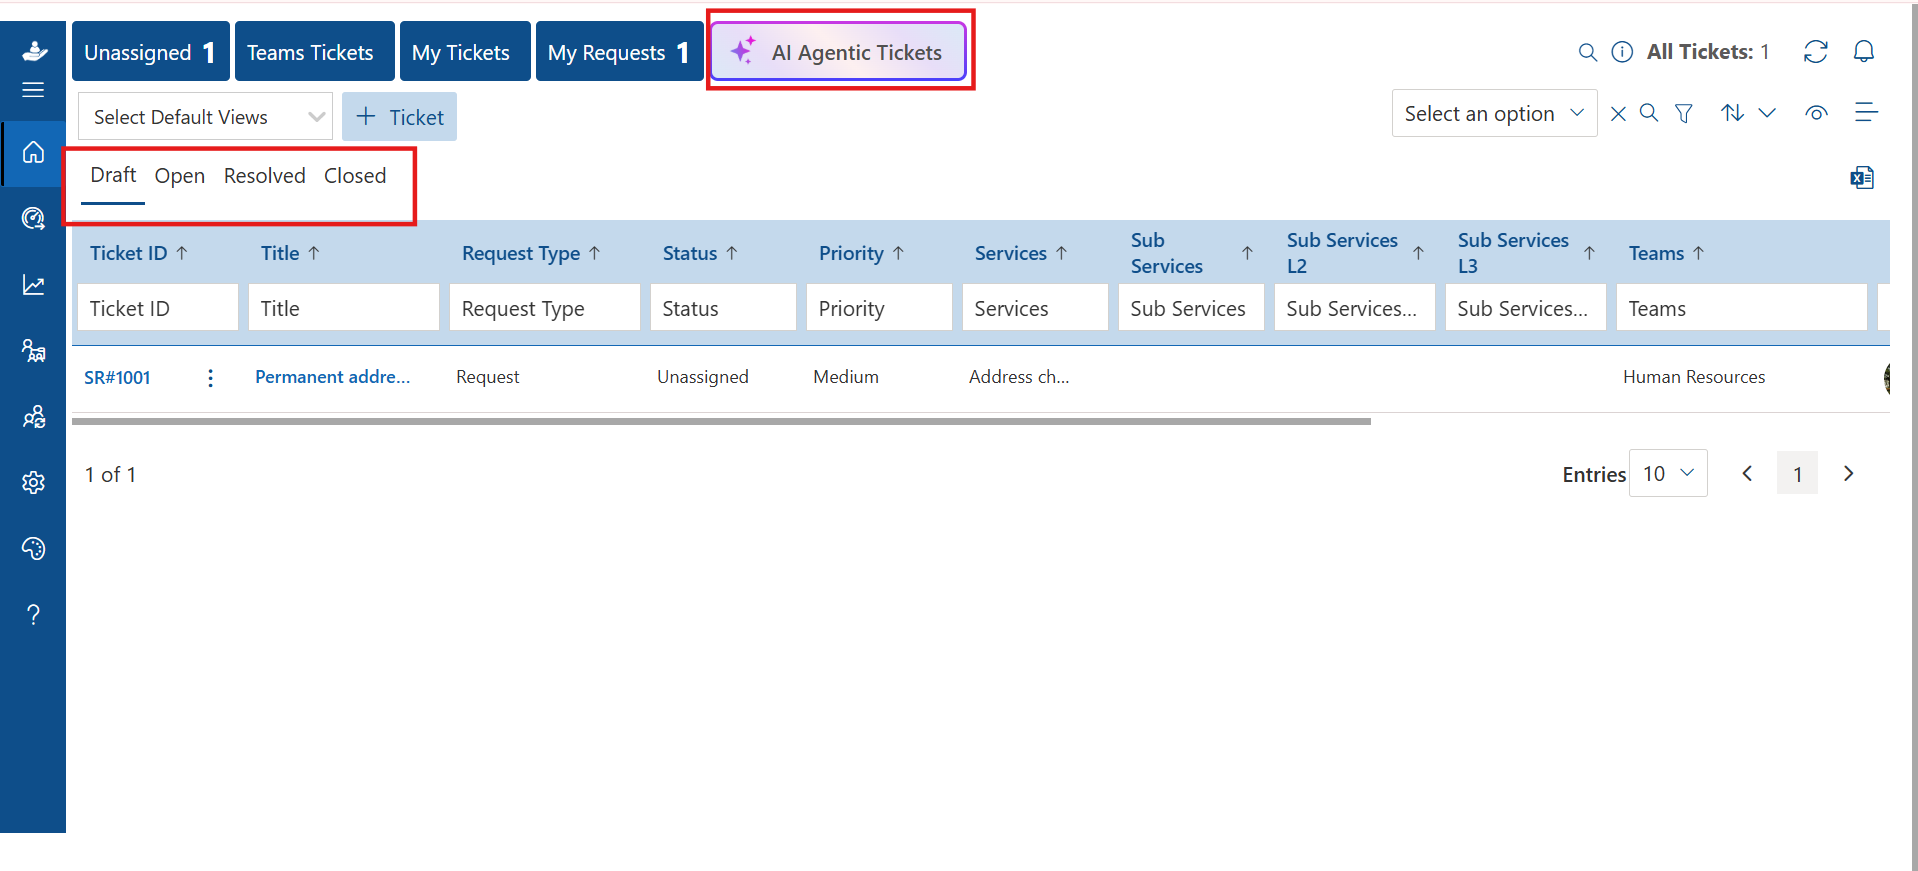 Unassigned 1 Teams Tickets My Tickets My Requests 1 AI Agentic Tickets All Tickets: 1
Select Default Views + Ticket Select an option
Draft Open Resolved Closed
Ticket ID Title Request Type Status Priority Services Sub Services Sub Services L2 Sub Services L3 Teams
Ticket ID Title Request Type Status Priority Services Sub Services Sub Services... Sub Services... Teams
SR#1001 Permanent addre... Request Unassigned Medium Address ch... Human Resources
1 of 1 Entries 10 1